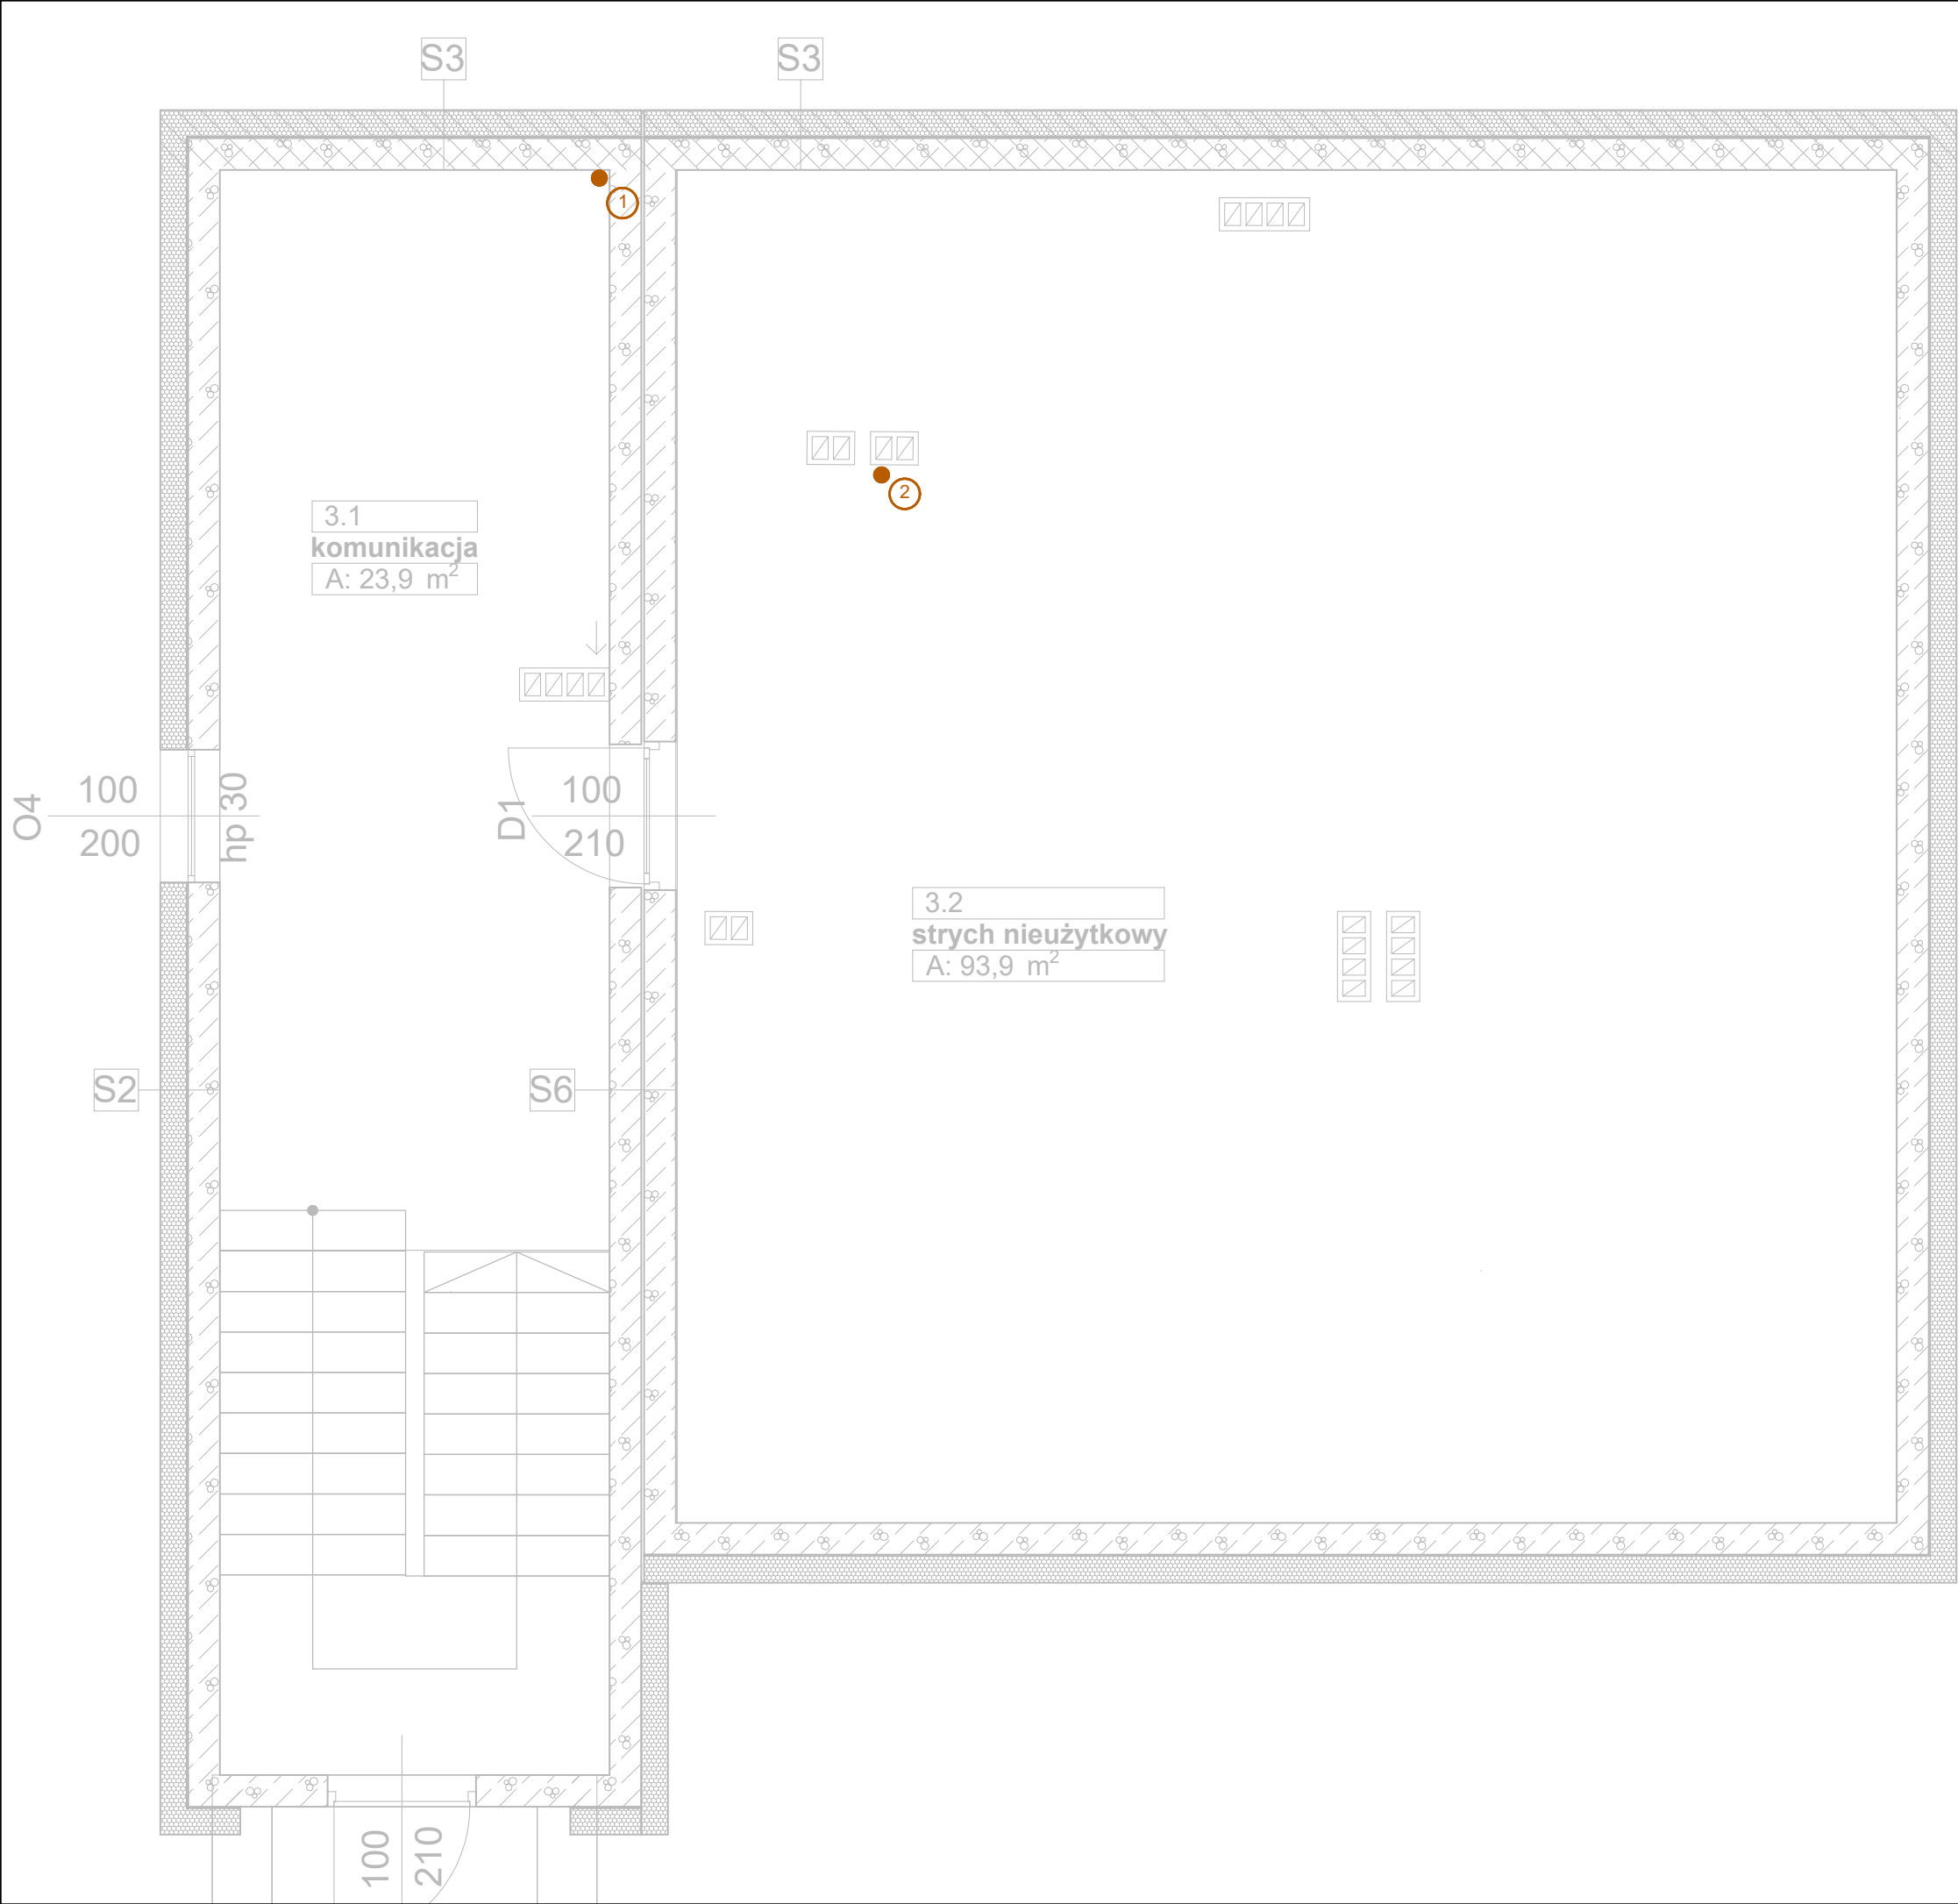 S3
S3
1
2
3.1
komunikacja
A: 23,9 m²
O4
100
200
hp 30
D1
100
210
3.2
strych nieużytkowy
A: 93,9 m²
S2
S6
100
210